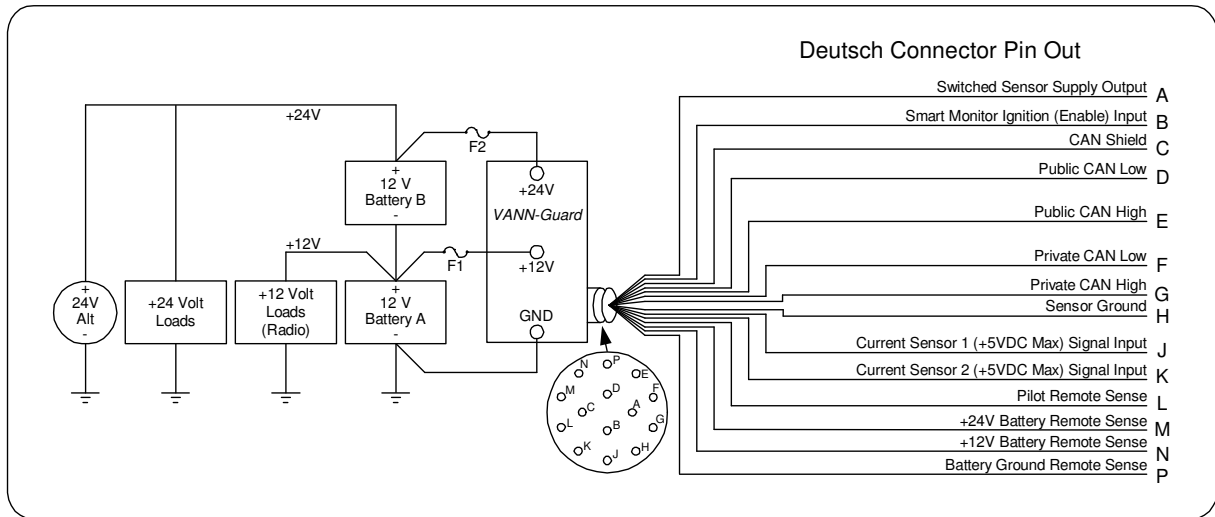 Deutsch Connector Pin Out
Switched Sensor Supply Output A
Smart Monitor Ignition (Enable) Input B
CAN Shield C
Public CAN Low D
Public CAN High E
Private CAN Low F
Private CAN High G
Sensor Ground H
Current Sensor 1 (+5VDC Max) Signal Input J
Current Sensor 2 (+5VDC Max) Signal Input K
Pilot Remote Sense L
+24V Battery Remote Sense M
+12V Battery Remote Sense N
Battery Ground Remote Sense P
+24V
F2
+
12 V
Battery B
-
+24V
VANN-Guard
+12V
F1
+12V
GND
+
24V
Alt
-
+24 Volt
Loads
+12 Volt
Loads
(Radio)
+
12 V
Battery A
-
N P E
M D F
C A
L B G
K J H